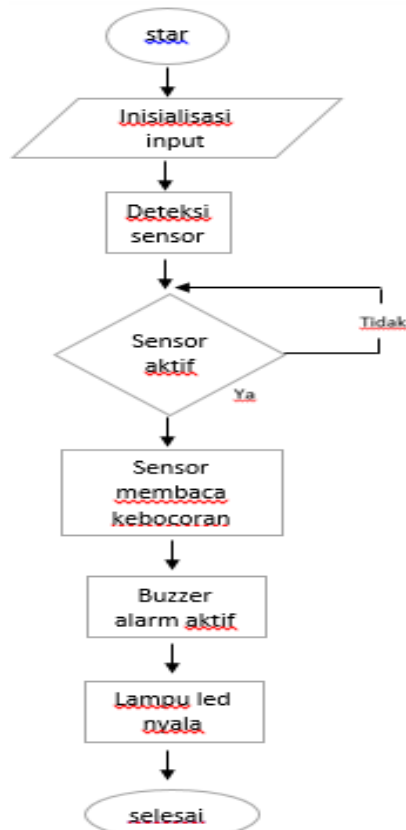 star
Inisialisasi
input
Deteksi
sensor
Sensor
aktif
Tidak
Ya
Sensor
membaca
kebocoran
Buzzer
alarm aktif
Lampu led
nyala
selesai